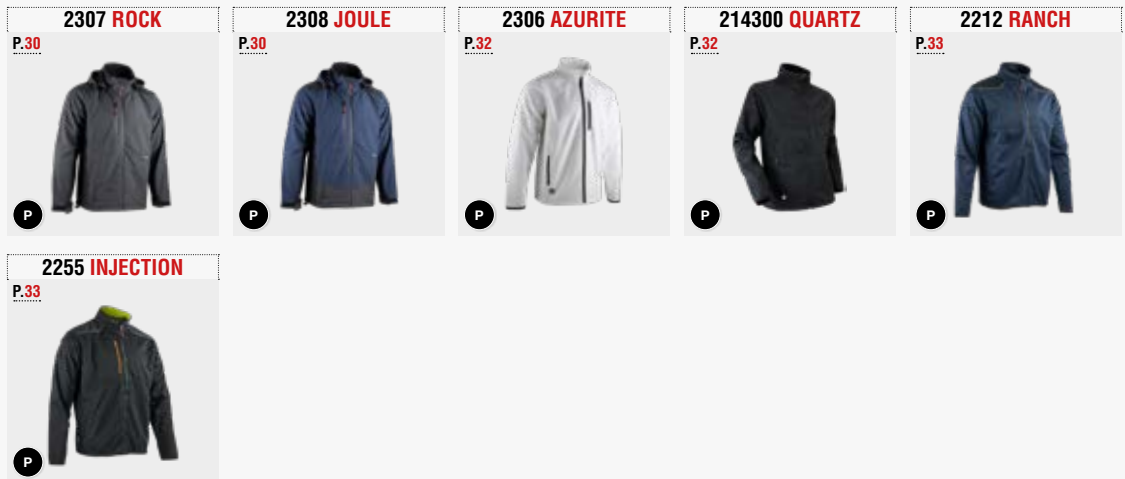 2307 ROCK
P.30
P
2308 JOULE
P.30
P
2306 AZURITE
P.32
P
214300 QUARTZ
P.32
P
2212 RANCH
P.33
P
2255 INJECTION
P.33
P